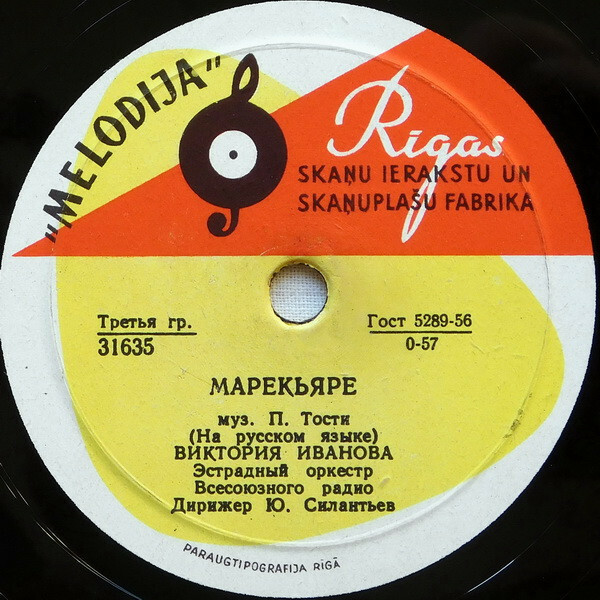 „MELODIJA”
Rīgas
SKAŅU IERAKSTU UN
SKAŅUPLAŠU FABRIKA
Третья гр.
31635
Гост 5289-56
0-57
МАРЕКЬЯРЕ
муз. П. Тости
(На русском языке)
ВИКТОРИЯ ИВАНОВА
Эстрадный оркестр
Всесоюзного радио
Дирижер Ю. Силантьев
PARAUGTIPOGRAFIJA RĪGĀ